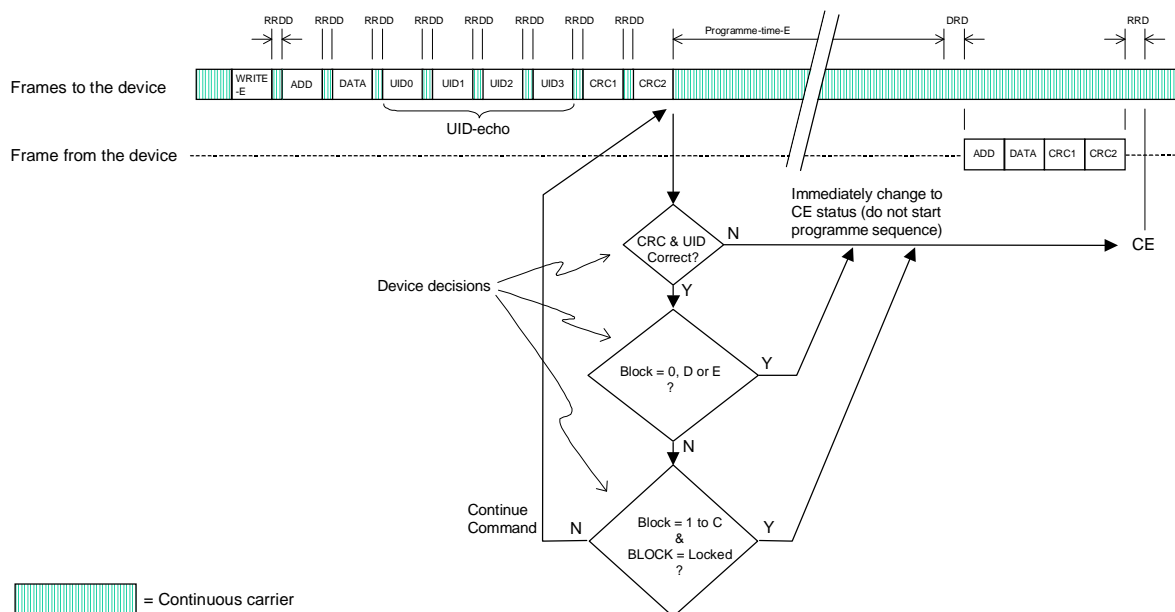 RRDD RRDD RRDD RRDD RRDD RRDD RRDD RRDD
Programme-time-E
DRD
RRD
Frames to the device
WRITE
-E
ADD
DATA
UID0
UID1
UID2
UID3
CRC1
CRC2
UID-echo
Frame from the device
ADD
DATA
CRC1
CRC2
Immediately change to
CE status (do not start
programme sequence)
CRC & UID
Correct?
N
CE
Y
Device decisions
Block = 0, D or E
?
Y
N
Continue
Command
N
Block = 1 to C
&
BLOCK = Locked
?
Y
= Continuous carrier